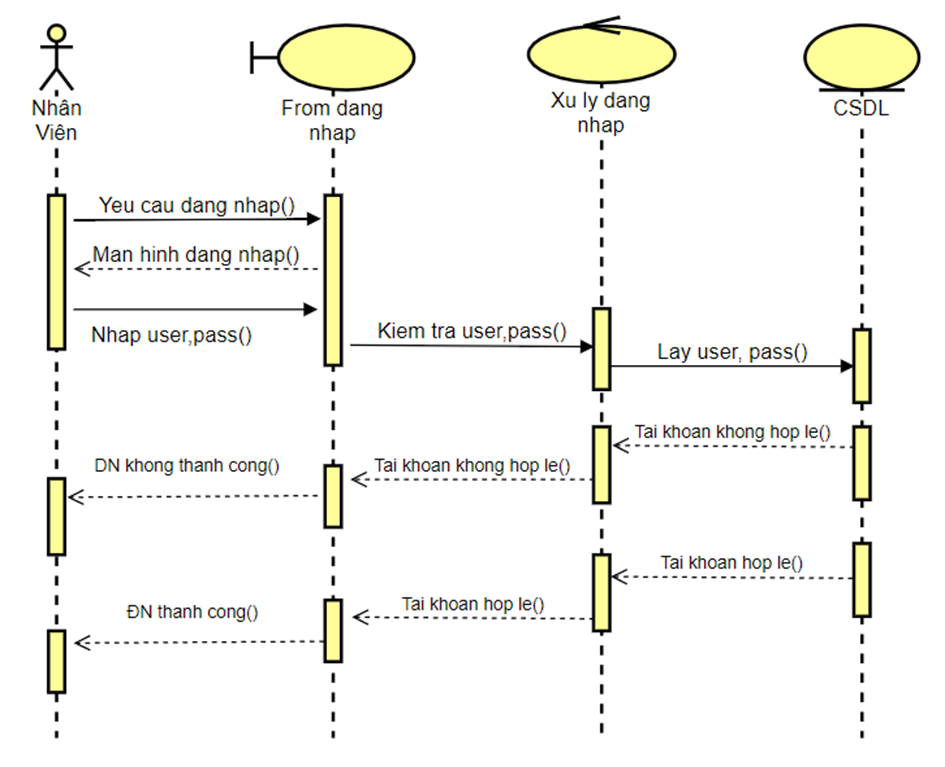 Nhân
Viên
From dang
nhap
Xu ly dang
nhap
CSDL
Yeu cau dang nhap()
Man hinh dang nhap()
Nhap user,pass()
Kiem tra user,pass()
Lay user, pass()
Tai khoan khong hop le()
Tai khoan khong hop le()
DN khong thanh cong()
Tai khoan hop le()
Tai khoan hop le()
ĐN thanh cong()